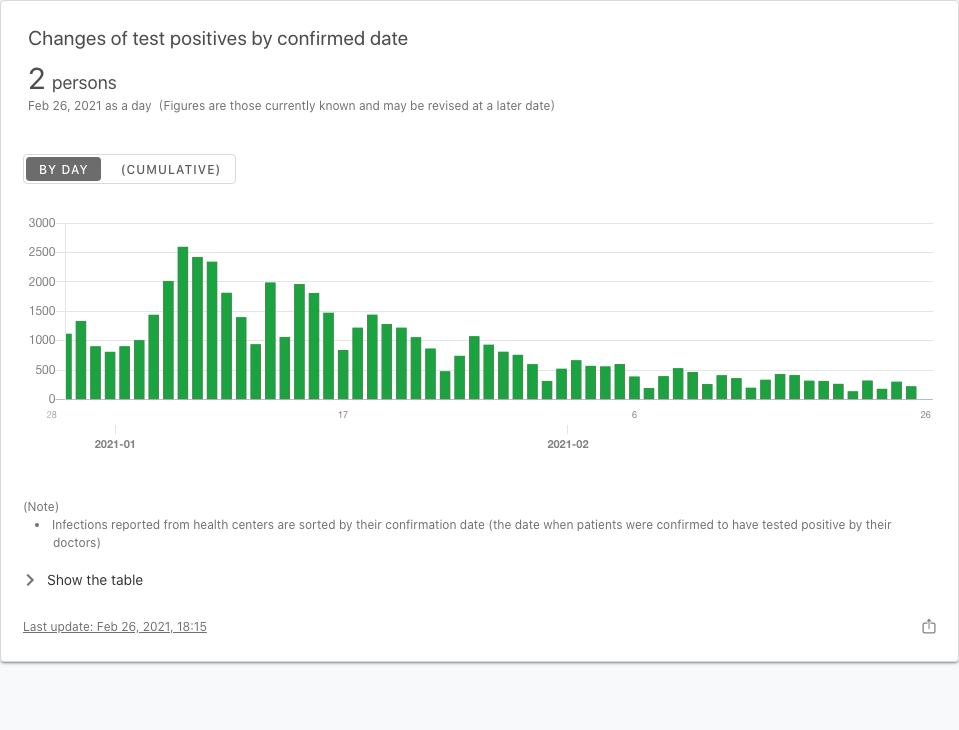 Changes of test positives by confirmed date
2 persons
Feb 26, 2021 as a day (Figures are those currently known and may be revised at a later date)
BY DAY (CUMULATIVE)
3000
2500
2000
1500
1000
500
0
28 17 6 26
2021-01 2021-02
(Note)
• Infections reported from health centers are sorted by their confirmation date (the date when patients were confirmed to have tested positive by their
doctors)
Show the table
Last update: Feb 26, 2021, 18:15